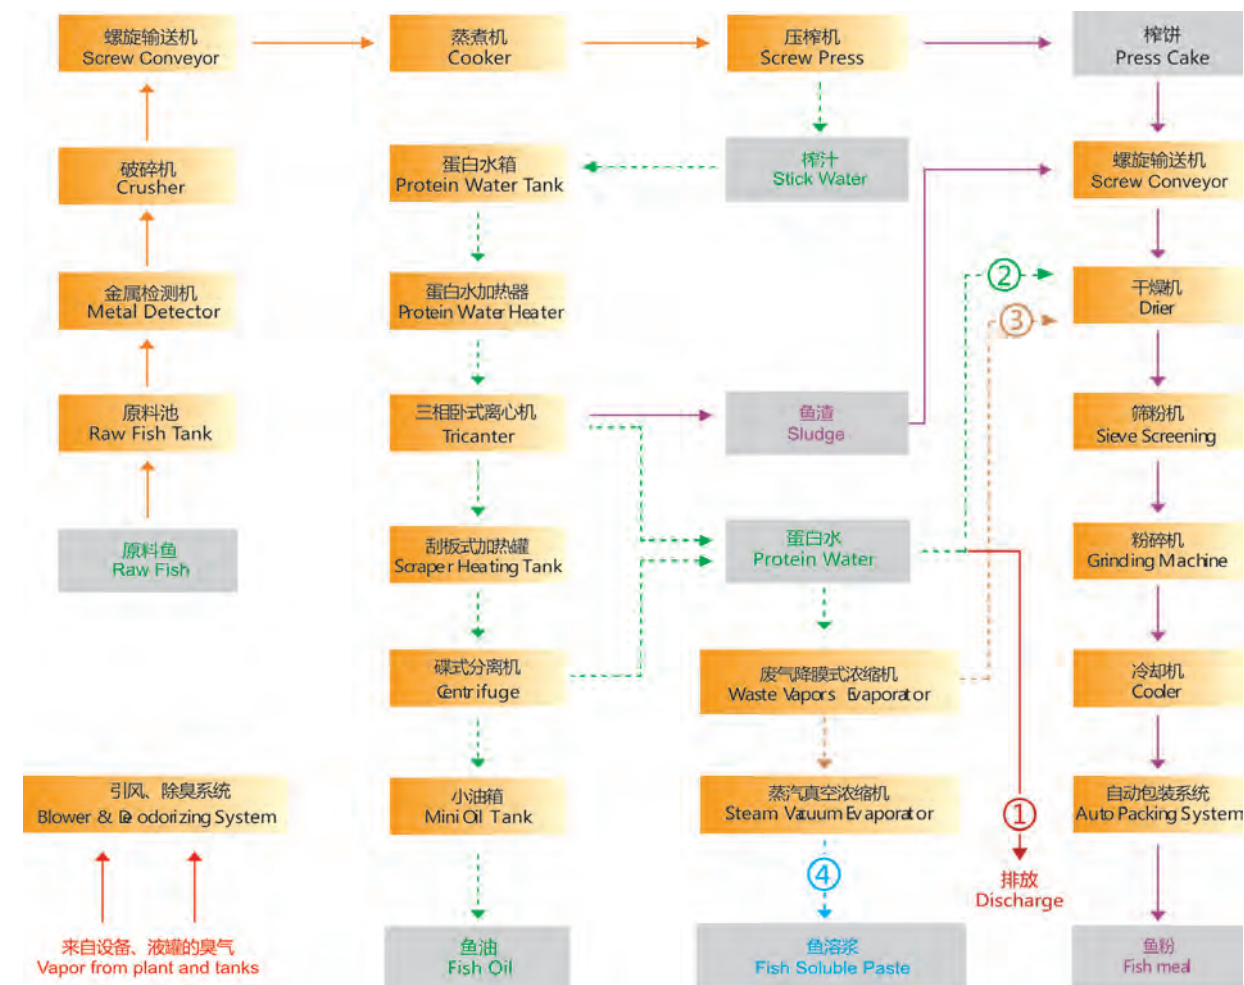 螺旋输送机
Screw Conveyor
蒸煮机
Cooker
压榨机
Screw Press
榨饼
Press Cake
破碎机
Crusher
蛋白水箱
Protein Water Tank
榨汁
Stick Water
螺旋输送机
Screw Conveyor
金属检测机
Metal Detector
蛋白水加热器
Protein Water Heater
②
③
干燥机
Drier
原料池
Raw Fish Tank
三相卧式离心机
Tricanter
鱼渣
Sludge
筛粉机
Sieve Screening
原料鱼
Raw Fish
刮板式加热罐
Scraper Heating Tank
蛋白水
Protein Water
粉碎机
Grinding Machine
碟式分离机
Centrifuge
废气降膜式浓缩机
Waste Vapors Evaporator
冷却机
Cooler
引风、除臭系统
Blower & Deodorizing System
小油箱
Mini Oil Tank
蒸汽真空浓缩机
Steam Vacuum Evaporator
①
自动包装系统
Auto Packing System
④
排放
Discharge
来自设备、液罐的臭气
Vapor from plant and tanks
鱼油
Fish Oil
鱼溶浆
Fish Soluble Paste
鱼粉
Fish meal